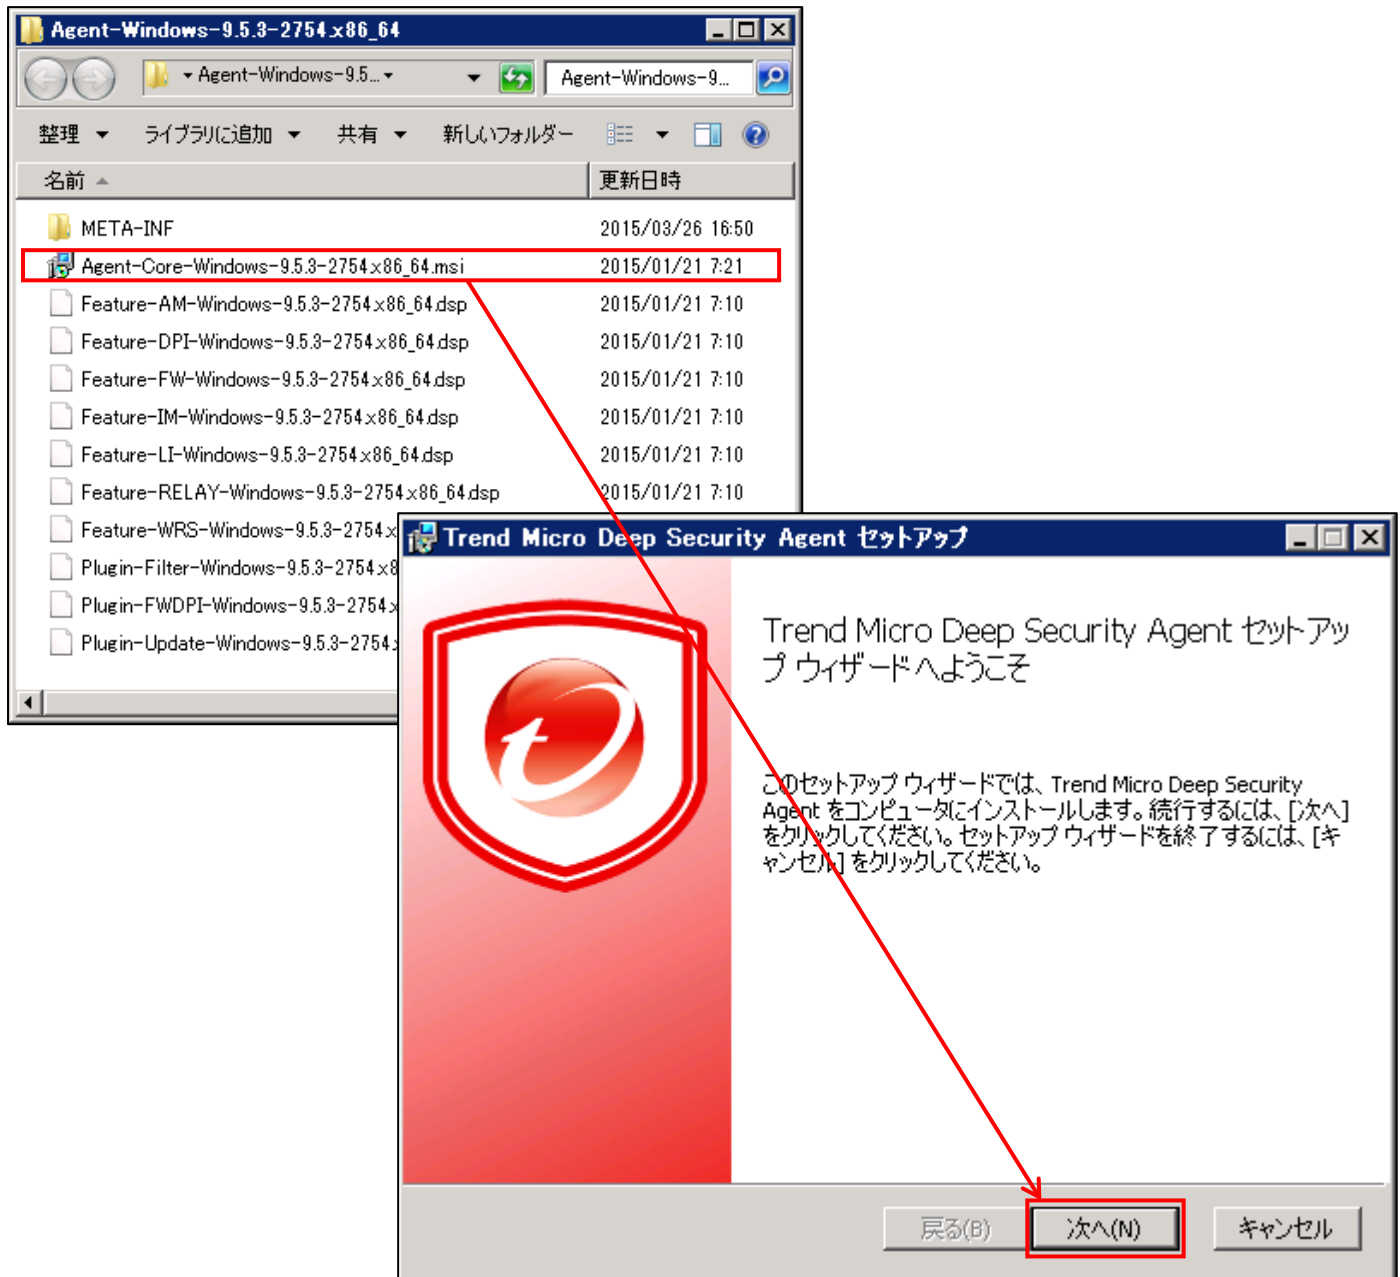 Agent-Windows-9.5.3-2754.x86_64
Agent-Windows-9.5...
Agent-Windows-9...
整理 ライブラリに追加 共有 新しいフォルダー
名前 更新日時
META-INF 2015/03/26 16:50
Agent-Core-Windows-9.5.3-2754.x86_64.msi 2015/01/21 7:21
Feature-AM-Windows-9.5.3-2754.x86_64.dsp 2015/01/21 7:10
Feature-DPI-Windows-9.5.3-2754.x86_64.dsp 2015/01/21 7:10
Feature-FW-Windows-9.5.3-2754.x86_64.dsp 2015/01/21 7:10
Feature-IM-Windows-9.5.3-2754.x86_64.dsp 2015/01/21 7:10
Feature-LI-Windows-9.5.3-2754.x86_64.dsp 2015/01/21 7:10
Feature-RELAY-Windows-9.5.3-2754.x86_64.dsp 2015/01/21 7:10
Feature-WRS-Windows-9.5.3-2754.x
Plugin-Filter-Windows-9.5.3-2754.x8
Plugin-FWDPI-Windows-9.5.3-2754.x
Plugin-Update-Windows-9.5.3-2754.
Trend Micro Deep Security Agent セットアップ
Trend Micro Deep Security Agent セットアッ
プ ウィザードへようこそ
このセットアップ ウィザードでは、Trend Micro Deep Security
Agent をコンピュータにインストールします。続行するには、[次へ]
をクリックしてください。セットアップ ウィザードを終了するには、[キ
ャンセル] をクリックしてください。
戻る(B) 次へ(N) キャンセル